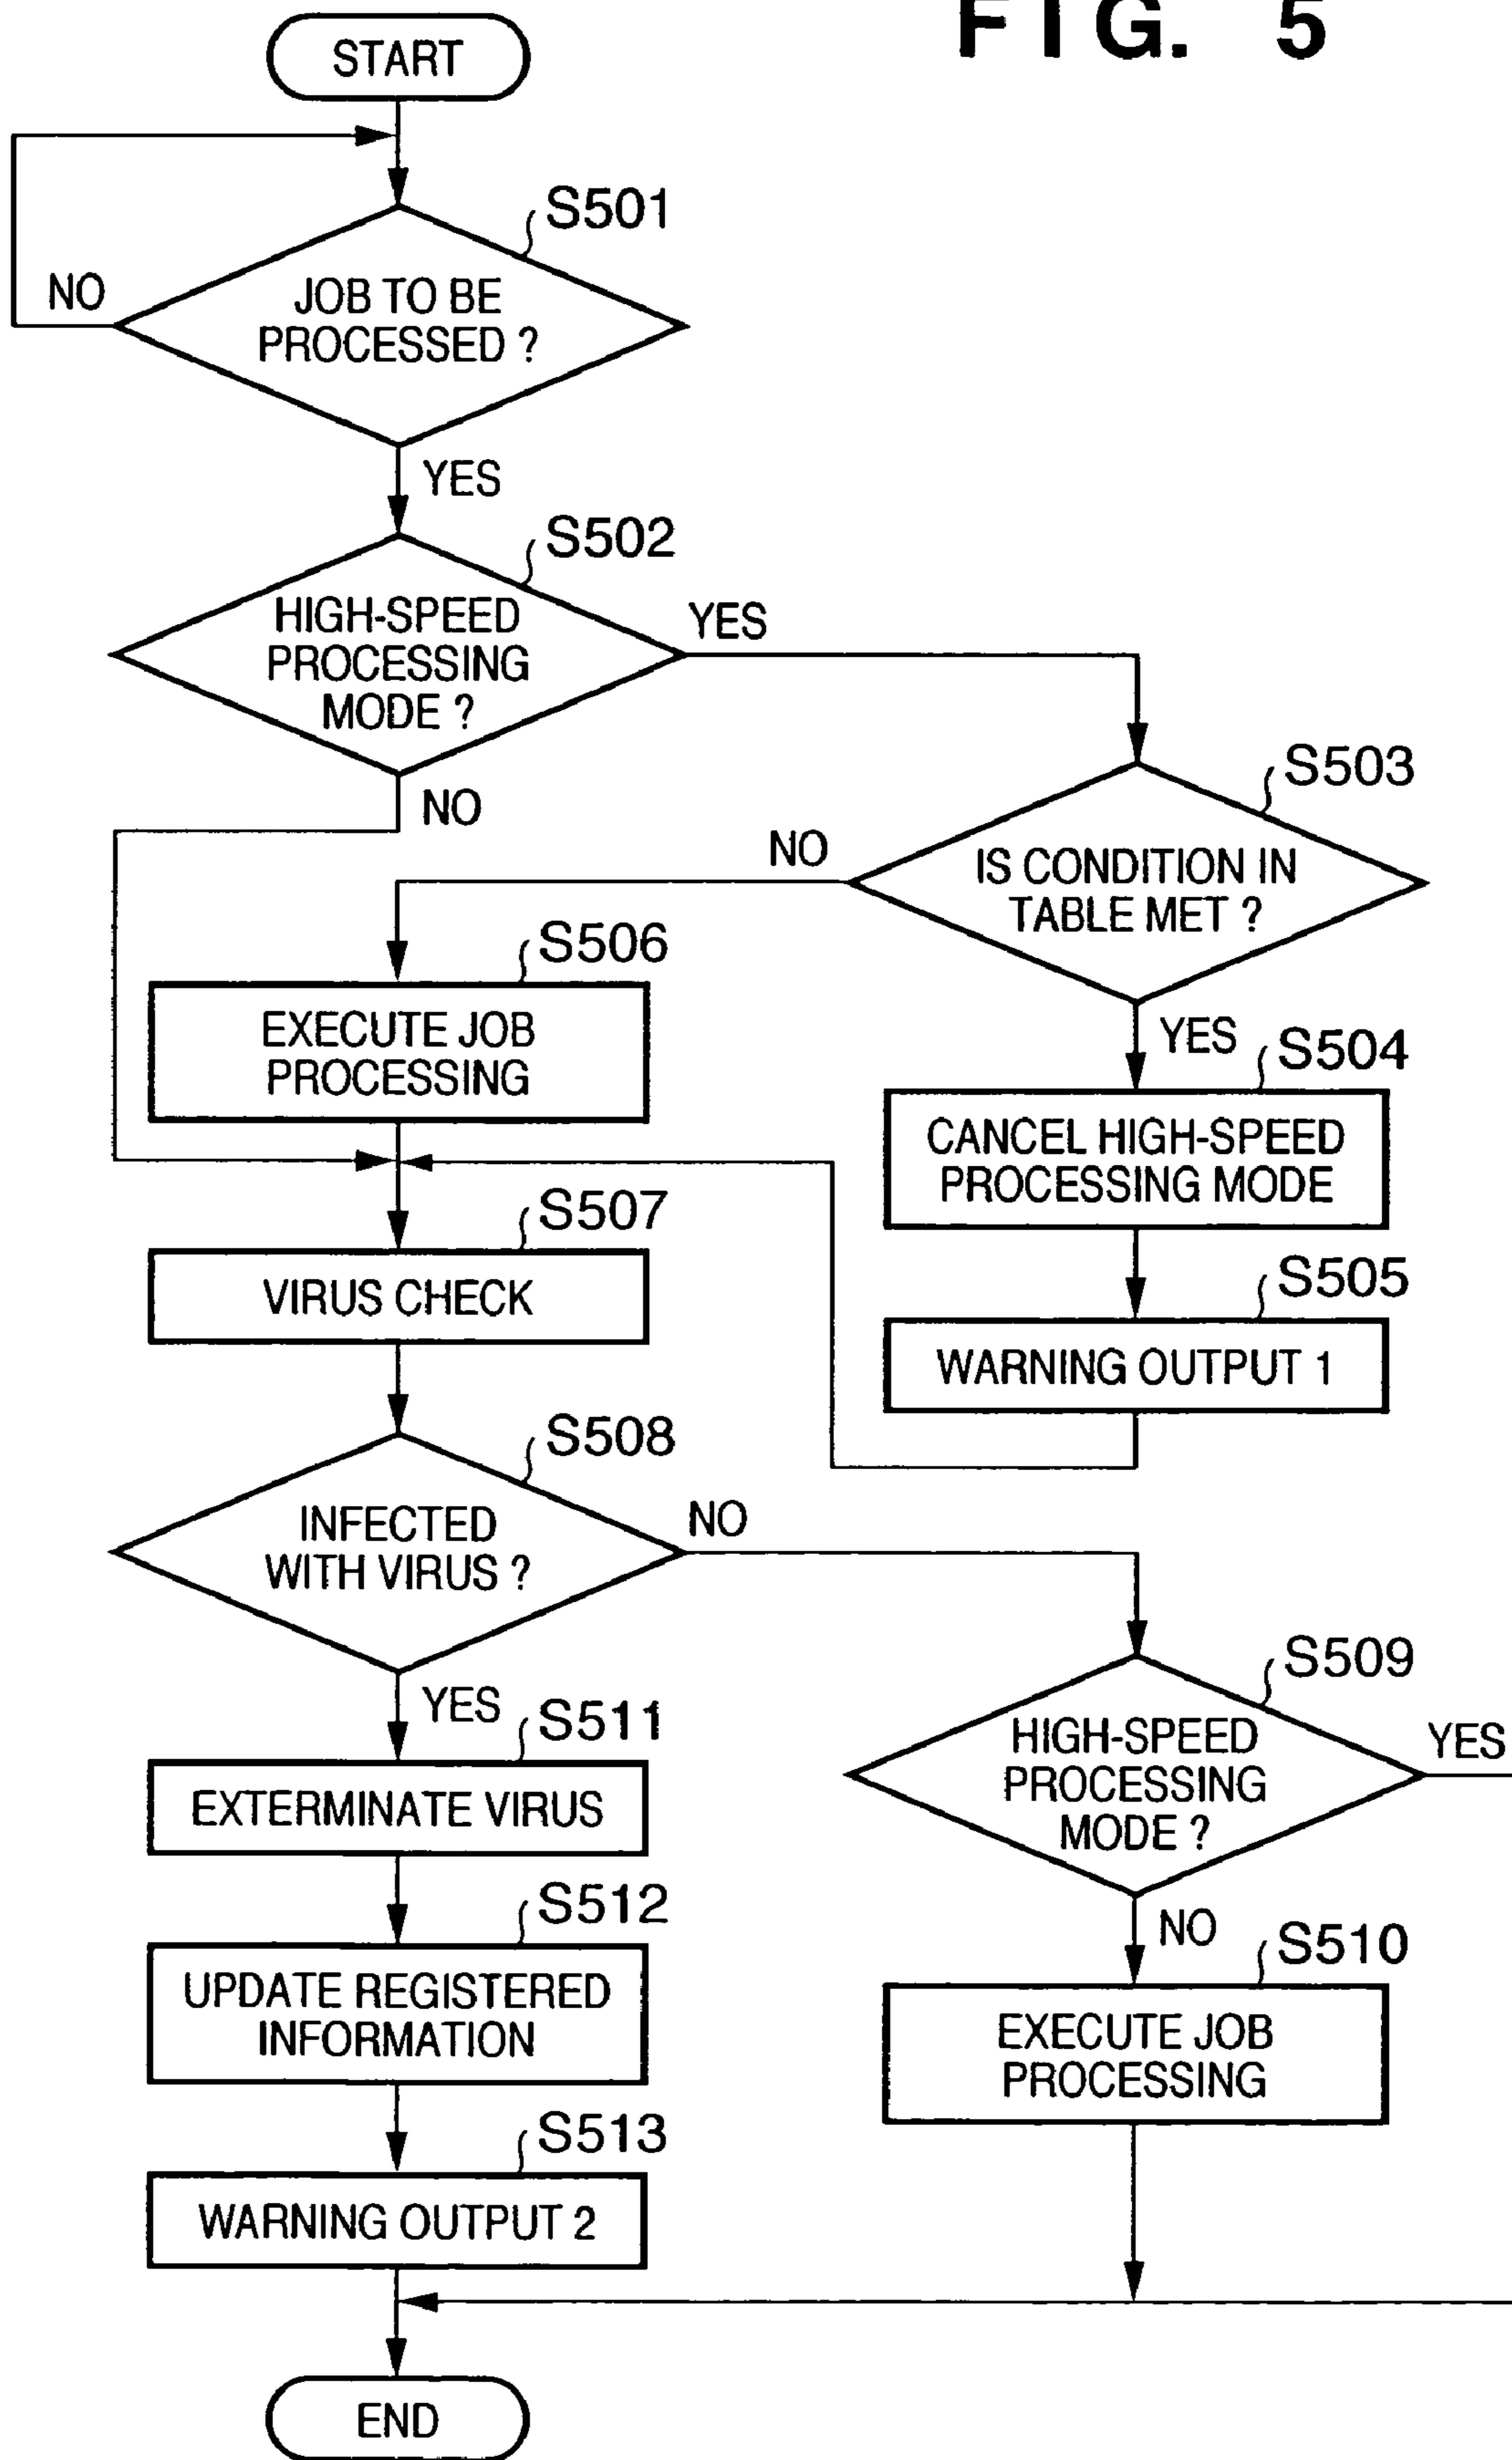 FIG. 5
START
S501
JOB TO BE
PROCESSED ?
NO
YES
S502
HIGH-SPEED
PROCESSING
MODE ?
YES
NO
S503
IS CONDITION IN
TABLE MET ?
NO
YES
S506
EXECUTE JOB
PROCESSING
S504
CANCEL HIGH-SPEED
PROCESSING MODE
S507
VIRUS CHECK
S505
WARNING OUTPUT 1
S508
INFECTED
WITH VIRUS ?
NO
YES
S509
HIGH-SPEED
PROCESSING
MODE ?
YES
NO
S511
EXTERMINATE VIRUS
S512
UPDATE REGISTERED
INFORMATION
S510
EXECUTE JOB
PROCESSING
S513
WARNING OUTPUT 2
END